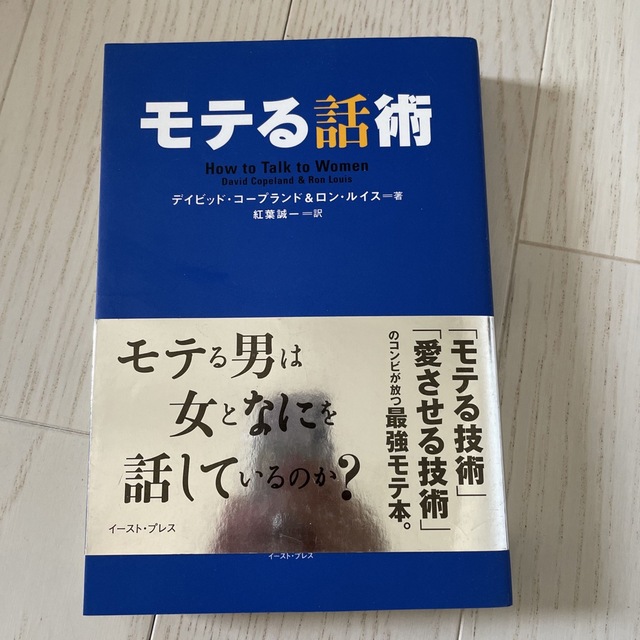 モテる話術
How to Talk to Women
David Copeland & Ron Louis
デイビッド・コープランド&ロン・ルイス=著
紅葉誠一=訳
「モテる技術」
「愛させる技術」
のコンビが放つ最強モテ本。
モテる男は
女となにを
話しているのか?
イースト・プレス
イースト・プレス